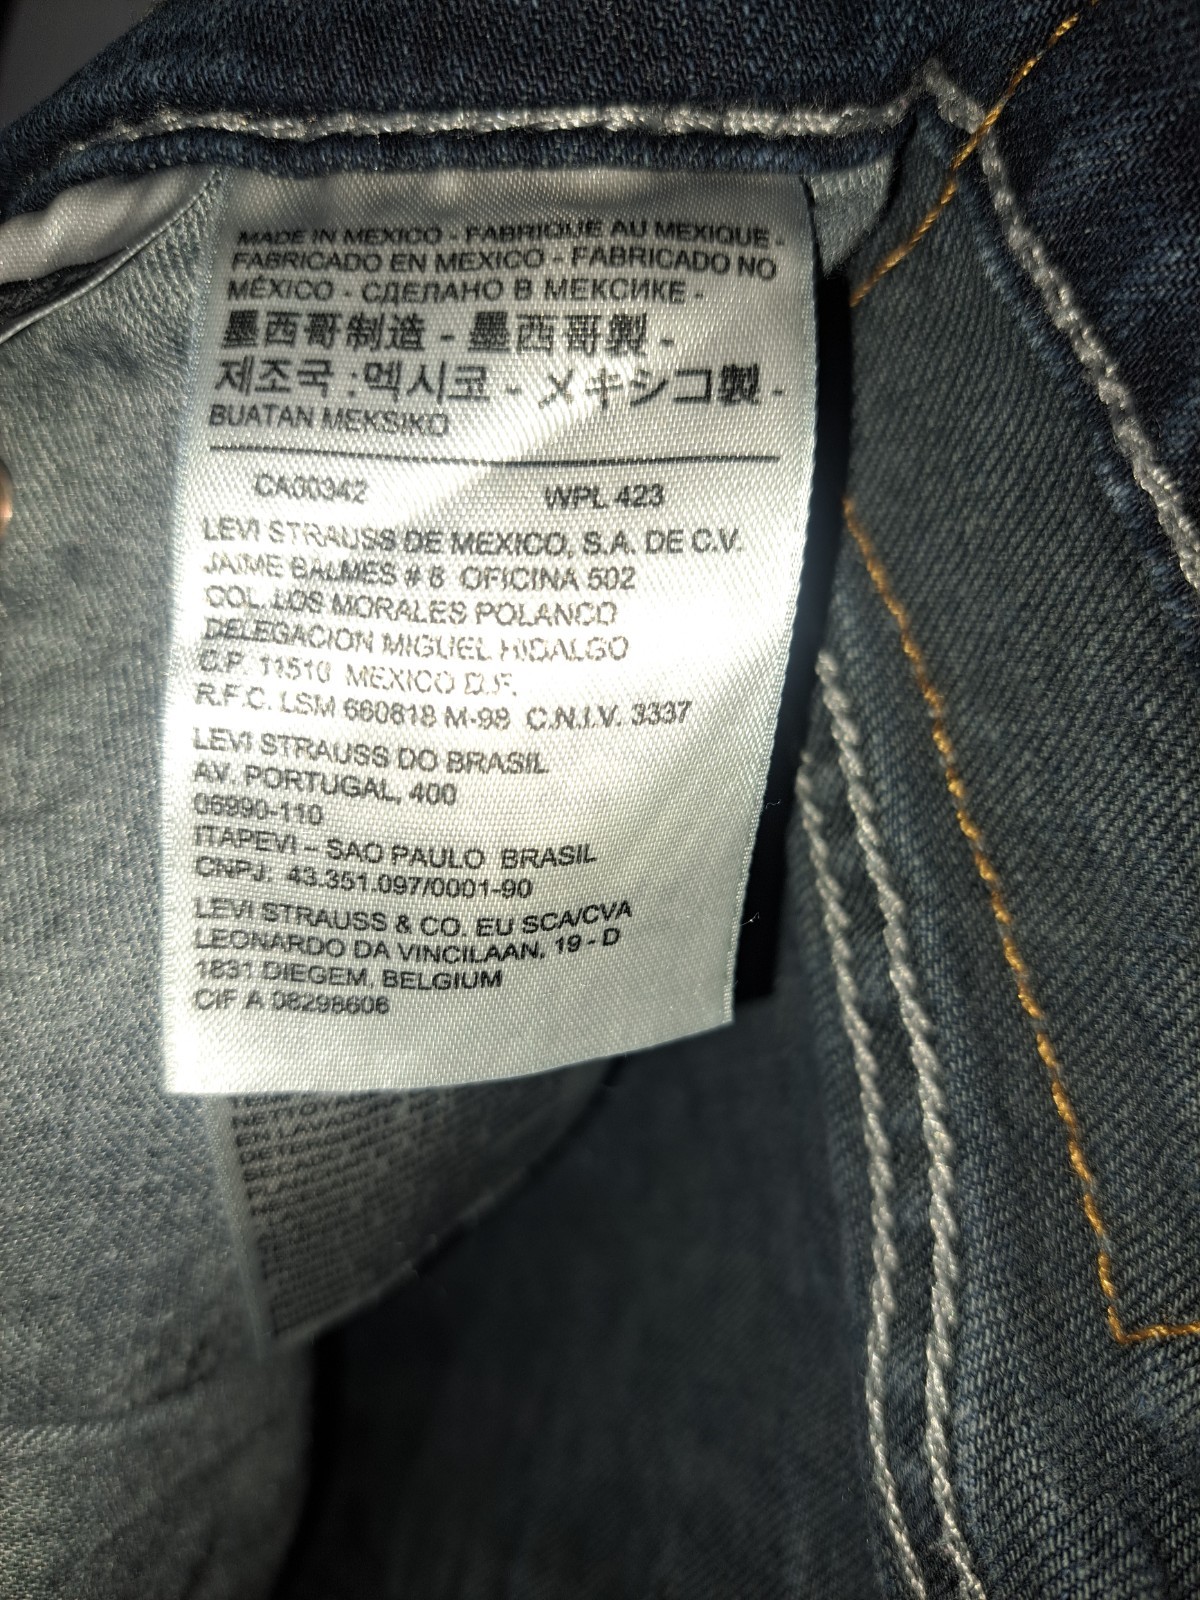 MADE IN MEXICO - FABRIQUÉ AU MEXIQUE -
FABRICADO EN MEXICO - FABRICADO NO
MÉXICO - СДЕЛАНО В МЕКСИКЕ -
墨西哥制造 - 墨西哥製 -
제조국 : 멕시코 - メキシコ製 -
BUATAN MEKSIKO
CA00342 WPL 423
LEVI STRAUSS DE MEXICO, S.A. DE C.V.
JAIME BALMES # 8 OFICINA 502
COL. LOS MORALES POLANCO
DELEGACION MIGUEL HIDALGO
C.P. 11510 MEXICO D.F.
R.F.C. LSM 660618 M-98 C.N.I.V. 3337
LEVI STRAUSS DO BRASIL
AV. PORTUGAL, 400
06990-110
ITAPEVI – SAO PAULO BRASIL
CNPJ: 43.351.097/0001-90
LEVI STRAUSS & CO. EU SCA/CVA
LEONARDO DA VINCILAAN, 19 - D
1831 DIEGEM, BELGIUM
CIF A 08298606